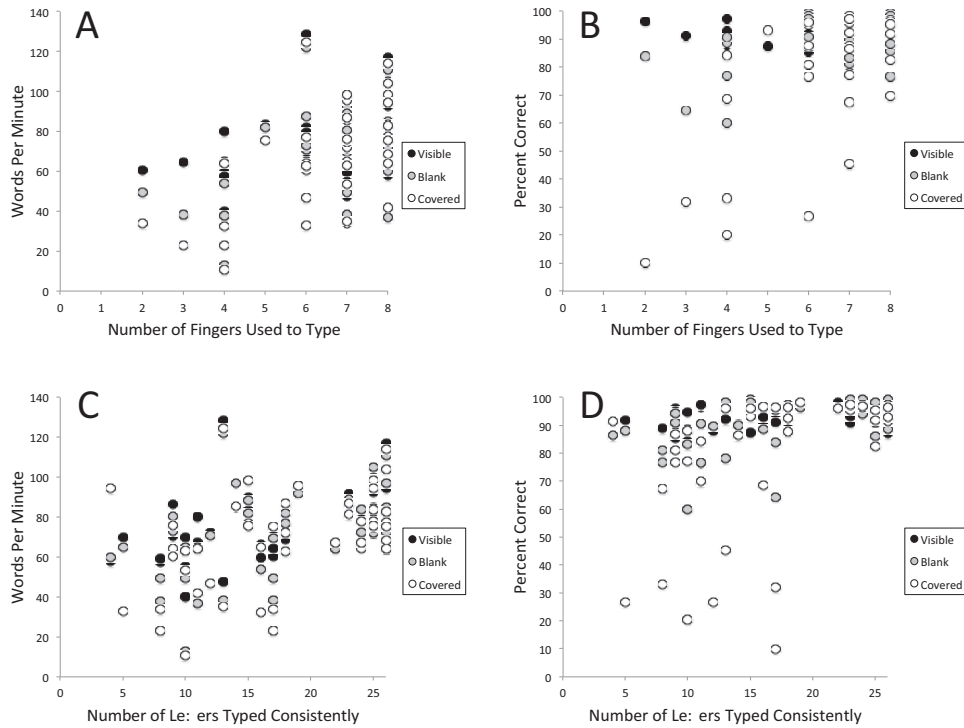 A
Words Per Minute
140
120
100
80
60
40
20
0
0 1 2 3 4 5 6 7 8
Number of Fingers Used to Type
Visible
Blank
Covered
B
Percent Correct
100
90
80
70
60
50
40
30
20
10
0
0 1 2 3 4 5 6 7 8
Number of Fingers Used to Type
Visible
Blank
Covered
C
Words Per Minute
140
120
100
80
60
40
20
0
0 5 10 15 20 25
Number of Le: ers Typed Consistently
Visible
Blank
Covered
D
Percent Correct
100
90
80
70
60
50
40
30
20
10
0
0 5 10 15 20 25
Number of Le: ers Typed Consistently
Visible
Blank
Covered